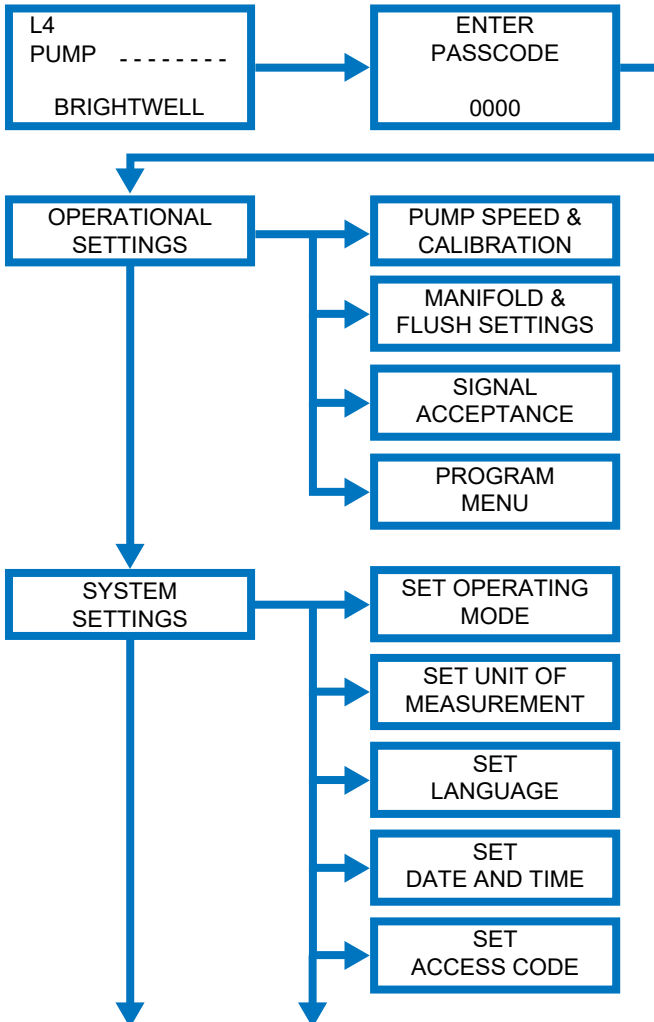 L4
PUMP --------
BRIGHTWELL
ENTER
PASSCODE
0000
OPERATIONAL
SETTINGS
PUMP SPEED &
CALIBRATION
MANIFOLD &
FLUSH SETTINGS
SIGNAL
ACCEPTANCE
PROGRAM
MENU
SYSTEM
SETTINGS
SET OPERATING
MODE
SET UNIT OF
MEASUREMENT
SET
LANGUAGE
SET
DATE AND TIME
SET
ACCESS CODE